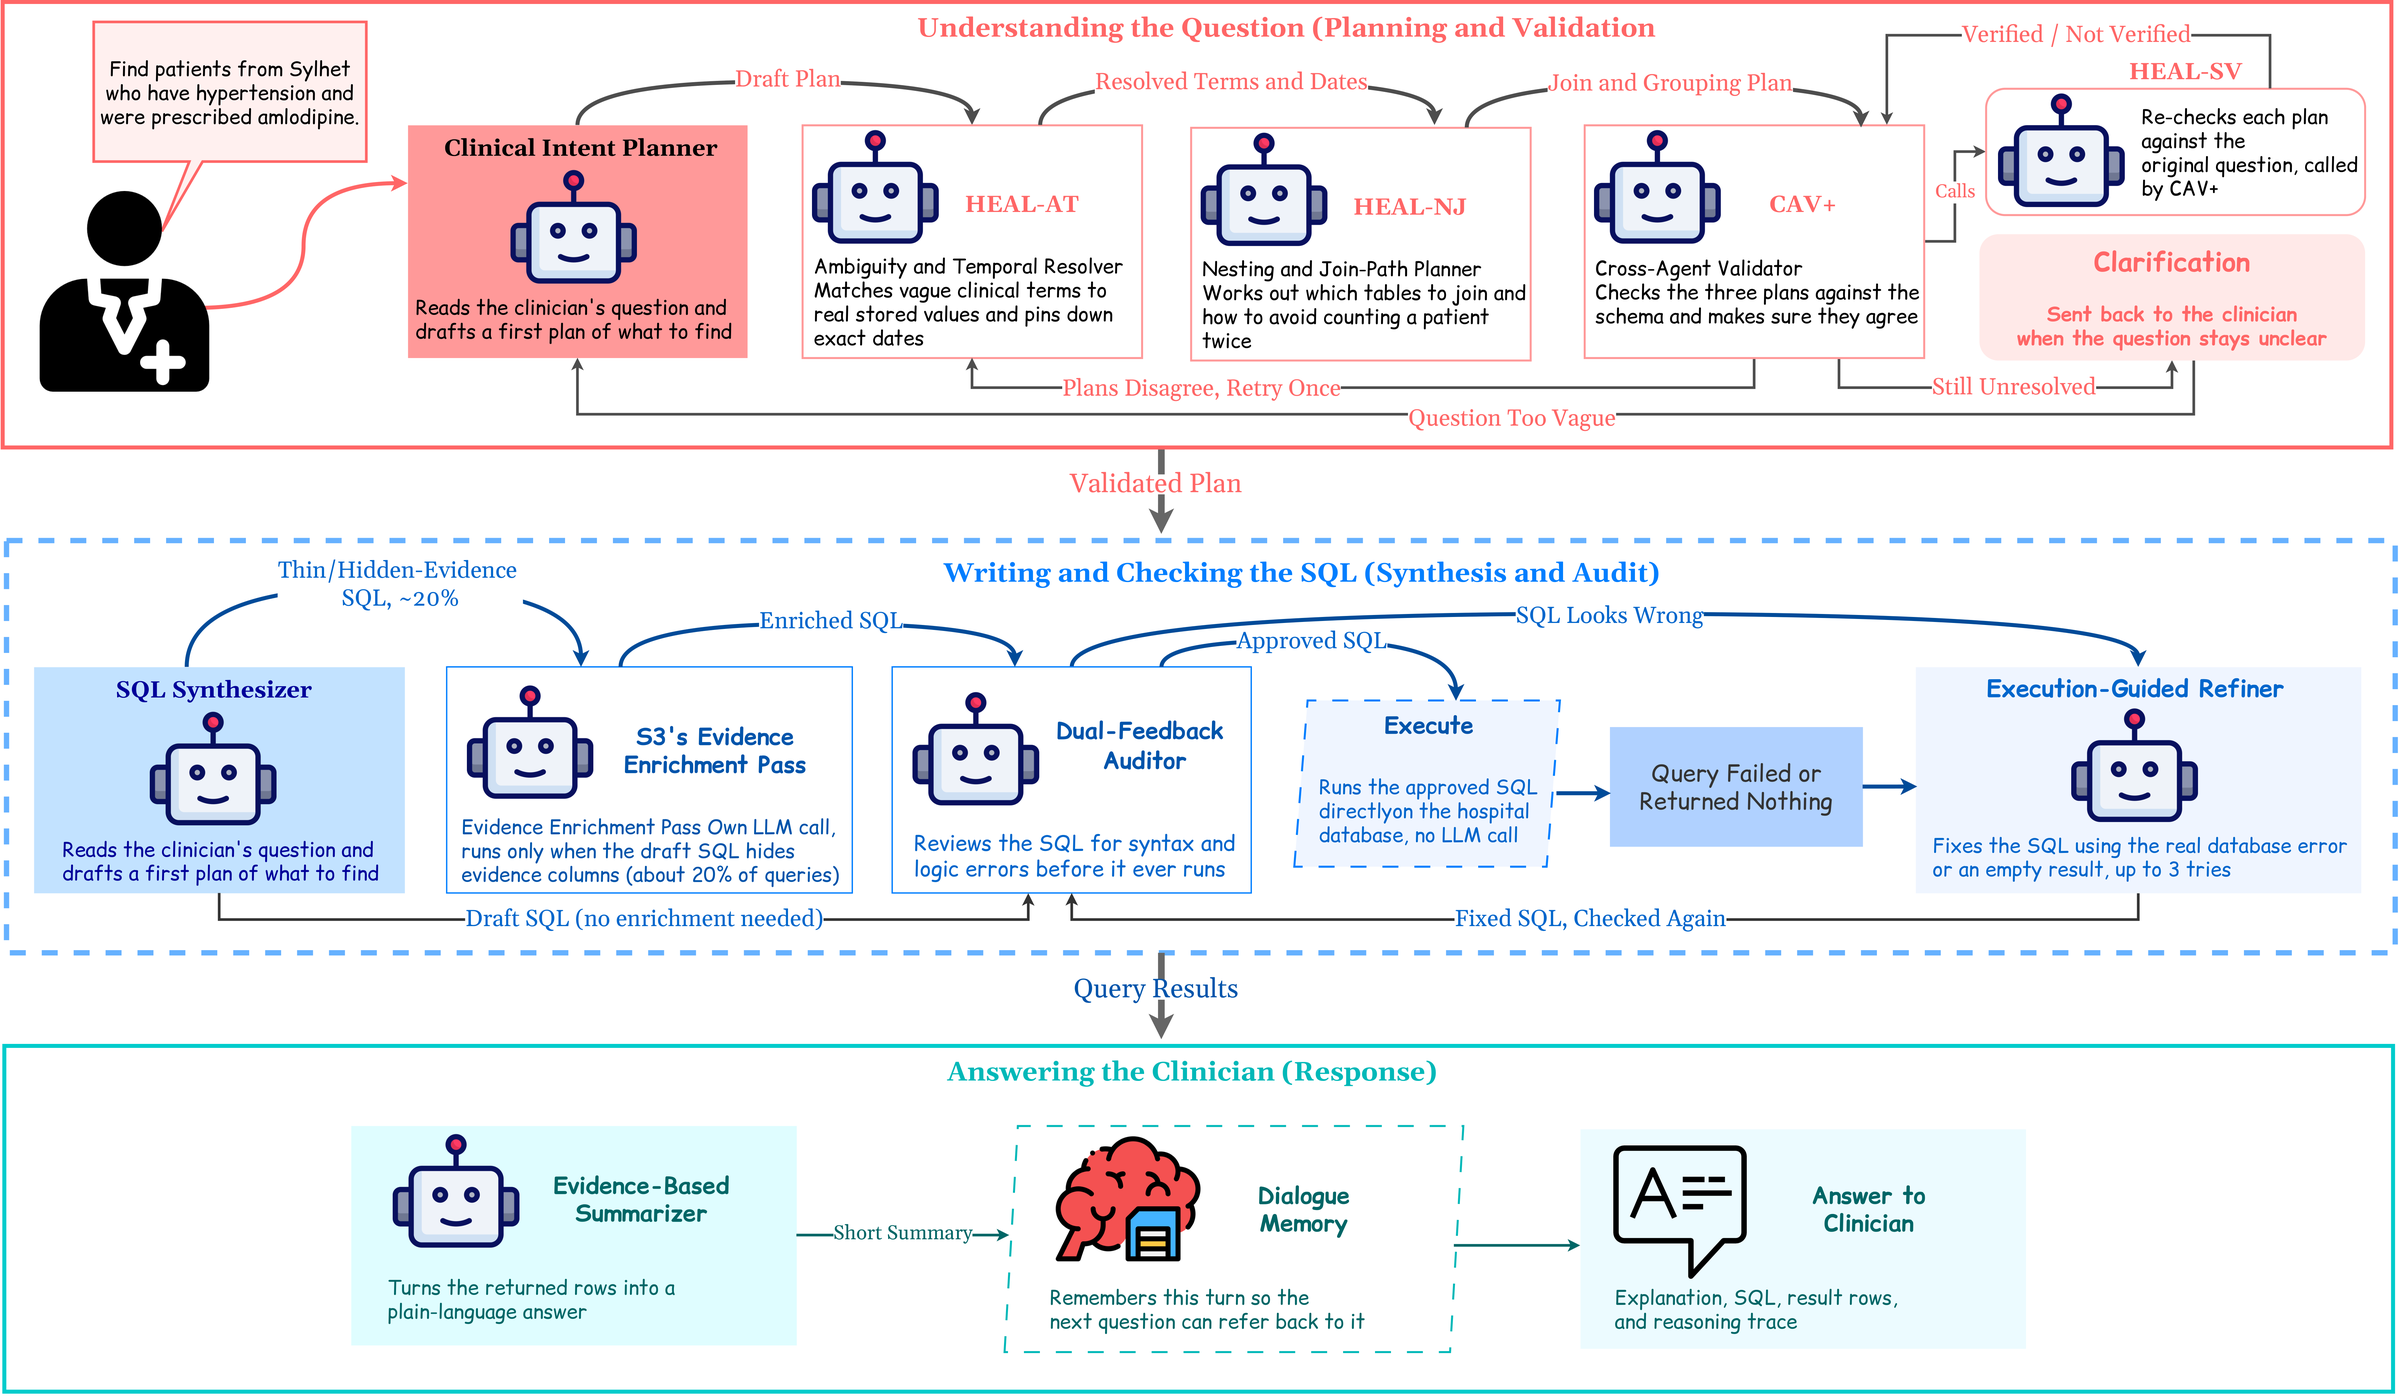 Understanding the Question (Planning and Validation
Find patients from Sylhet
who have hypertension and
were prescribed amlodipine.
Draft Plan
Resolved Terms and Dates
Join and Grouping Plan
Verified / Not Verified
Clinical Intent Planner
Reads the clinician's question and
drafts a first plan of what to find
HEAL-AT
Ambiguity and Temporal Resolver
Matches vague clinical terms to
real stored values and pins down
exact dates
HEAL-NJ
Nesting and Join-Path Planner
Works out which tables to join and
how to avoid counting a patient
twice
CAV+
Cross-Agent Validator
Checks the three plans against the
schema and makes sure they agree
Calls
HEAL-SV
Re-checks each plan
against the
original question, called
by CAV+
Clarification
Sent back to the clinician
when the question stays unclear
Plans Disagree, Retry Once
Still Unresolved
Question Too Vague
Validated Plan
Writing and Checking the SQL (Synthesis and Audit)
Thin/Hidden-Evidence
SQL, ~20%
Enriched SQL
Approved SQL
SQL Looks Wrong
SQL Synthesizer
Reads the clinician's question and
drafts a first plan of what to find
S3's Evidence
Enrichment Pass
Evidence Enrichment Pass Own LLM call,
runs only when the draft SQL hides
evidence columns (about 20% of queries)
Dual-Feedback
Auditor
Reviews the SQL for syntax and
logic errors before it ever runs
Execute
Runs the approved SQL
directlyon the hospital
database, no LLM call
Query Failed or
Returned Nothing
Execution-Guided Refiner
Fixes the SQL using the real database error
or an empty result, up to 3 tries
Draft SQL (no enrichment needed)
Fixed SQL, Checked Again
Query Results
Answering the Clinician (Response)
Evidence-Based
Summarizer
Turns the returned rows into a
plain-language answer
Short Summary
Dialogue
Memory
Remembers this turn so the
next question can refer back to it
A
Answer to
Clinician
Explanation, SQL, result rows,
and reasoning trace